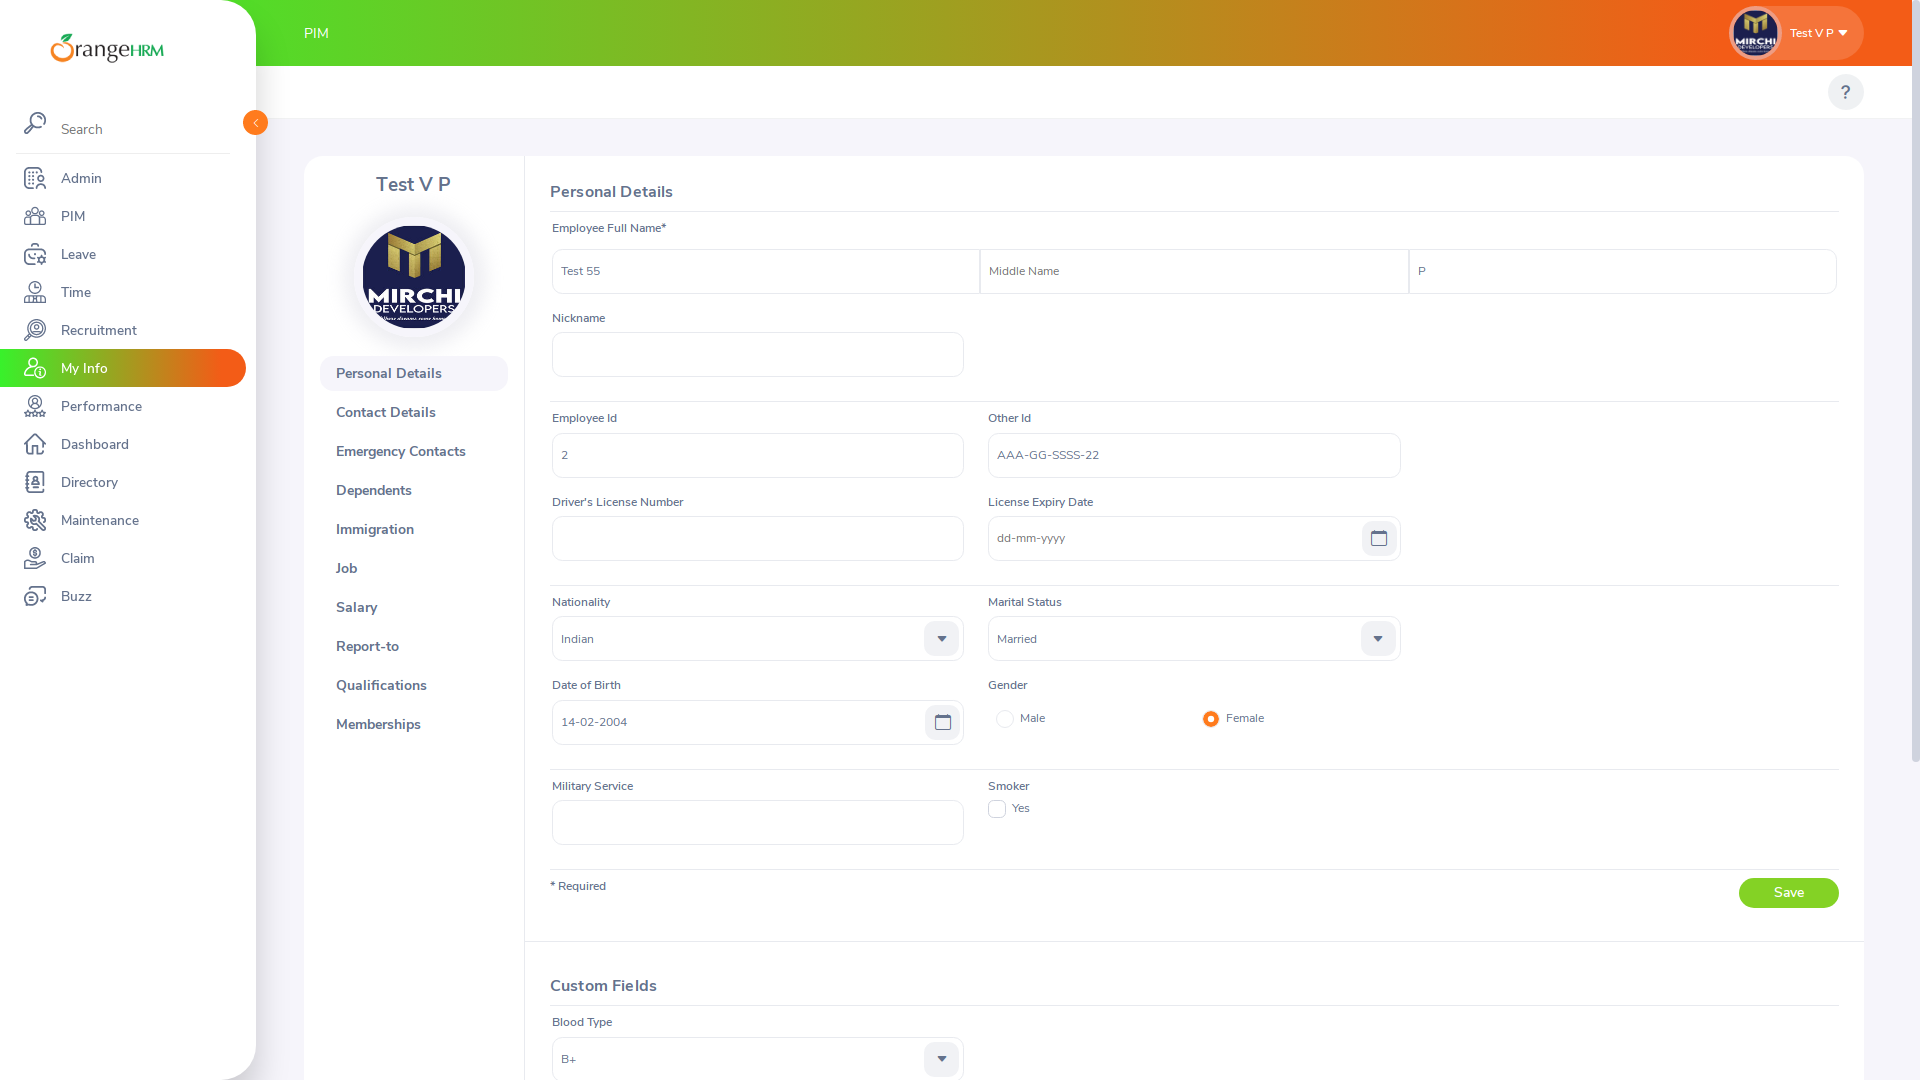 OrangeHRM
PIM
Test V P
?
Search
Admin
PIM
Leave
Time
Recruitment
My Info
Performance
Dashboard
Directory
Maintenance
Claim
Buzz
Test V P
MIRCHI
DEVELOPERS
Personal Details
Contact Details
Emergency Contacts
Dependents
Immigration
Job
Salary
Report-to
Qualifications
Memberships
Personal Details
Employee Full Name*
Test 55
Middle Name
P
Nickname
Employee Id
Other Id
2
AAA-GG-SSSS-22
Driver's License Number
License Expiry Date
dd-mm-yyyy
Nationality
Marital Status
Indian
Married
Date of Birth
Gender
14-02-2004
Male
Female
Military Service
Smoker
Yes
* Required
Save
Custom Fields
Blood Type
B+